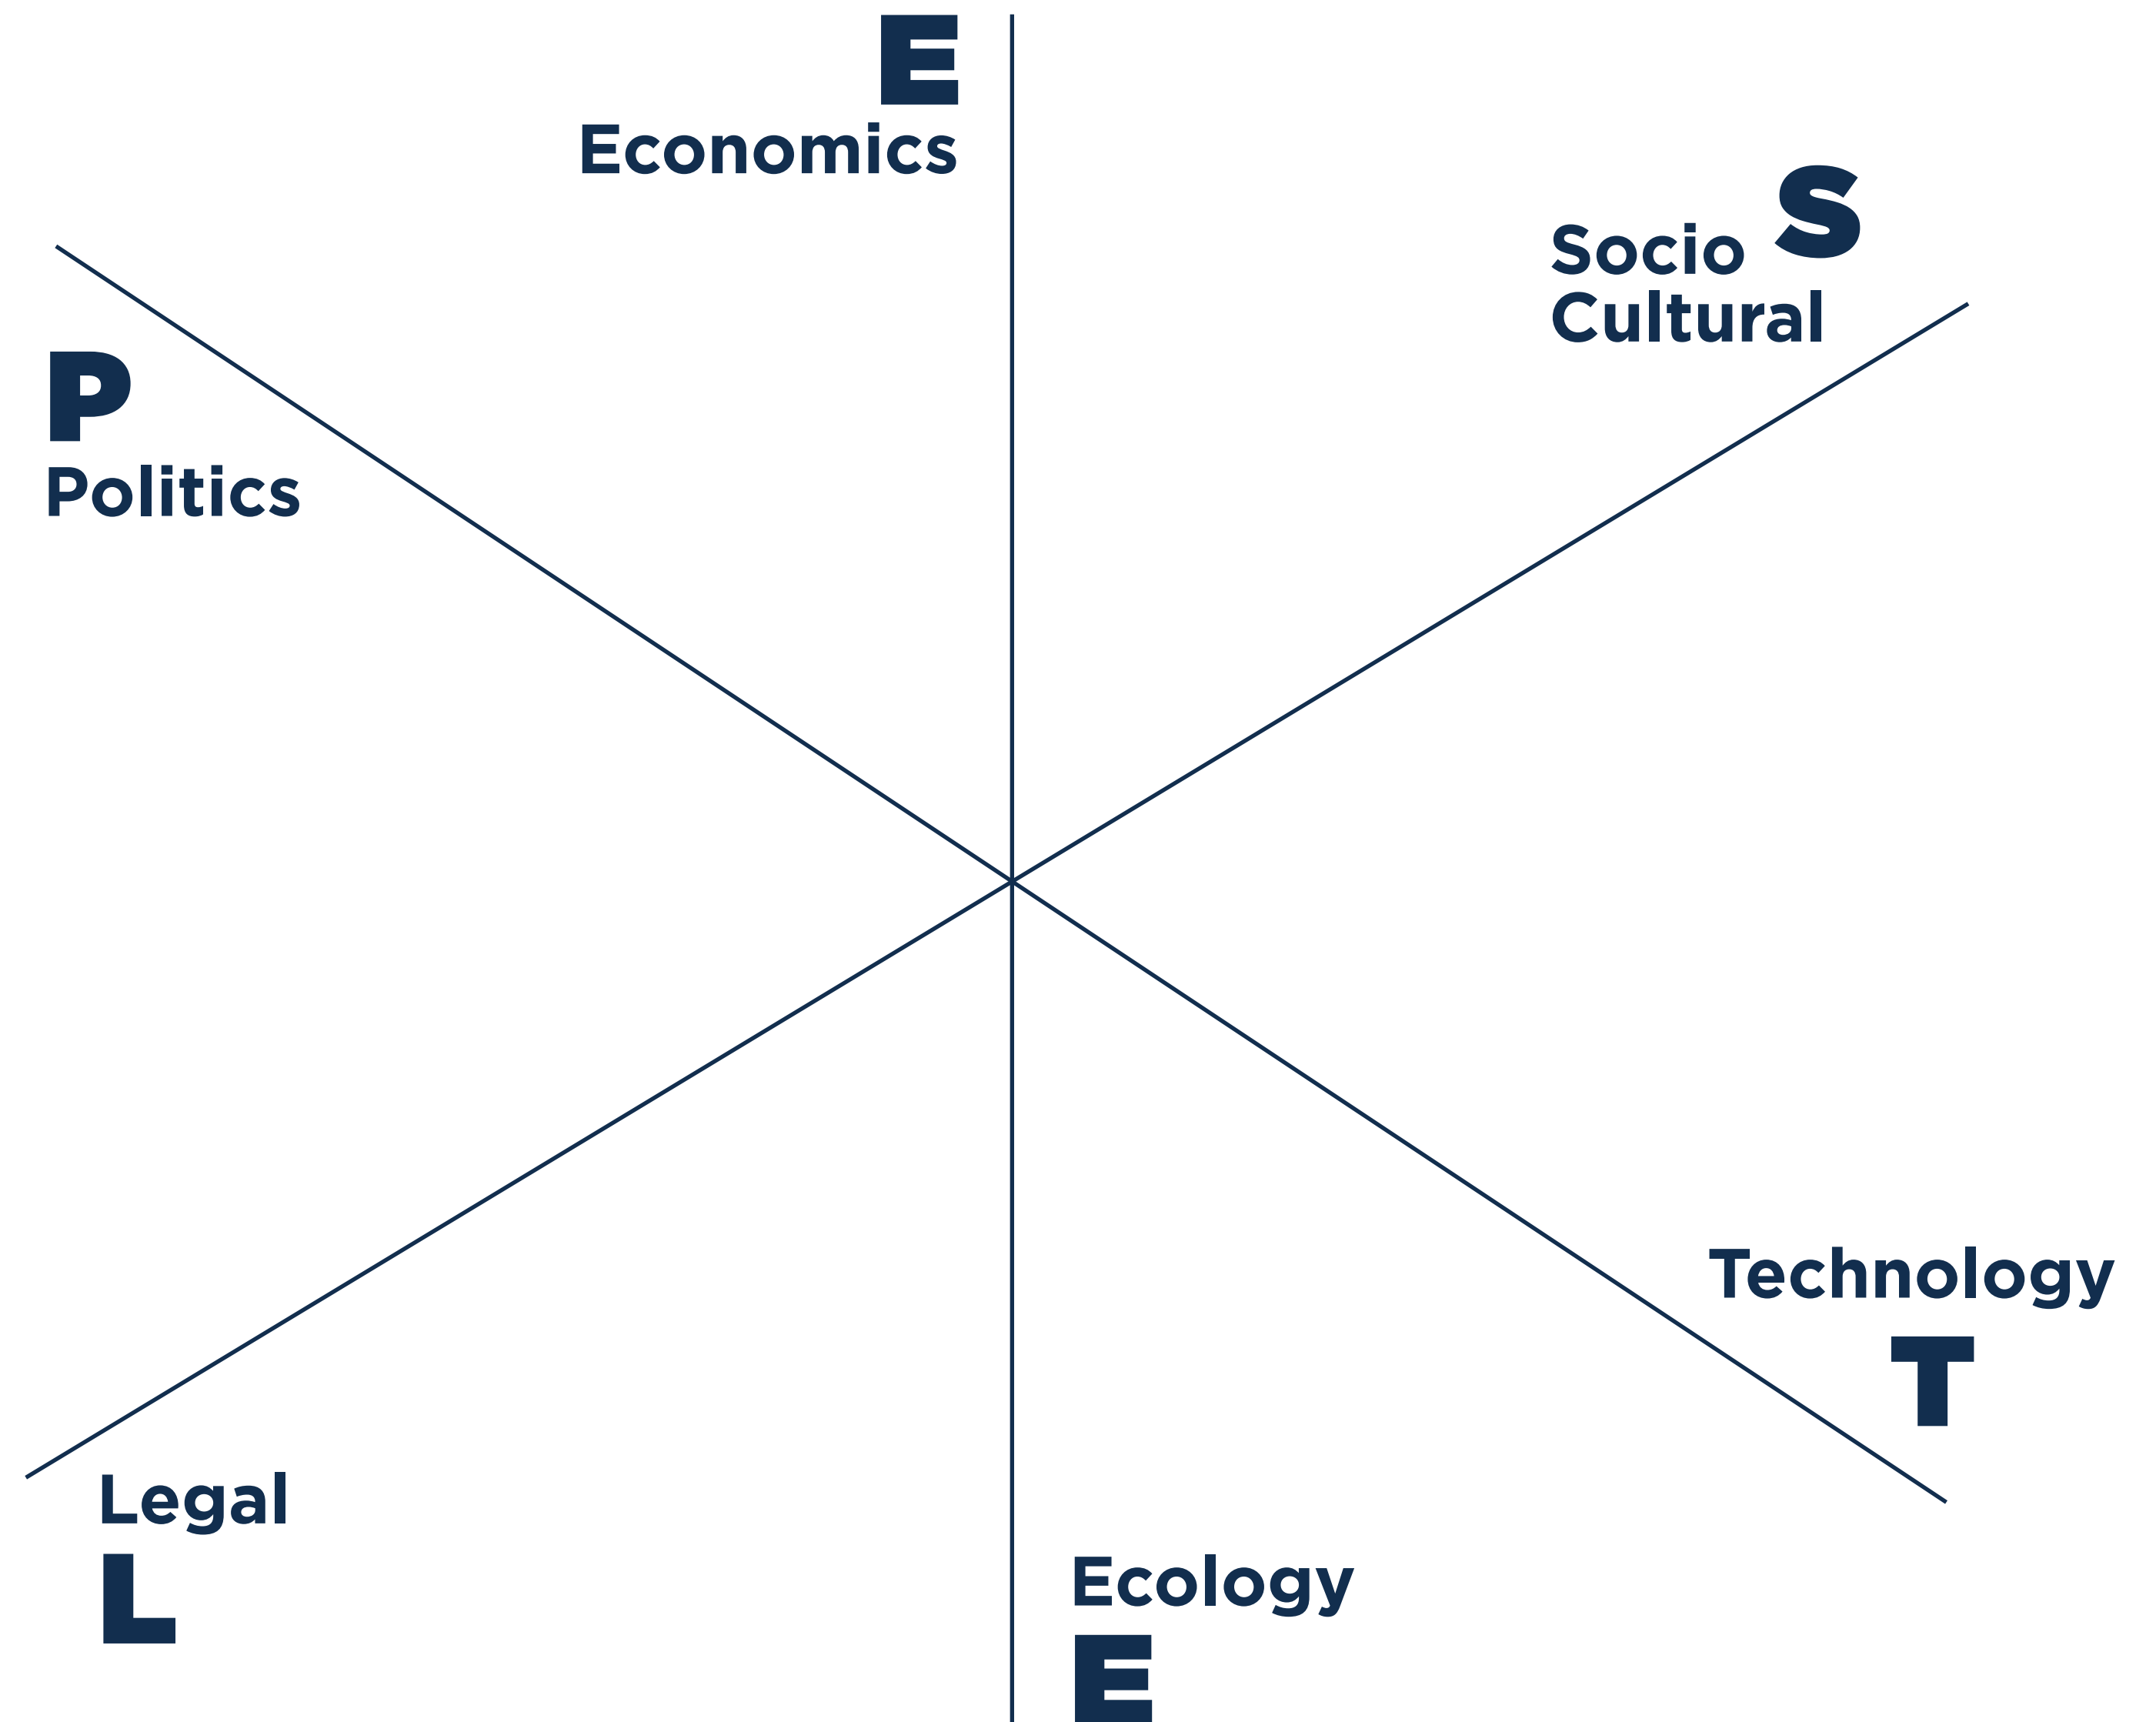 E
Economics
S
Socio
Cultural
P
Politics
Technology
T
Legal
L
Ecology
E